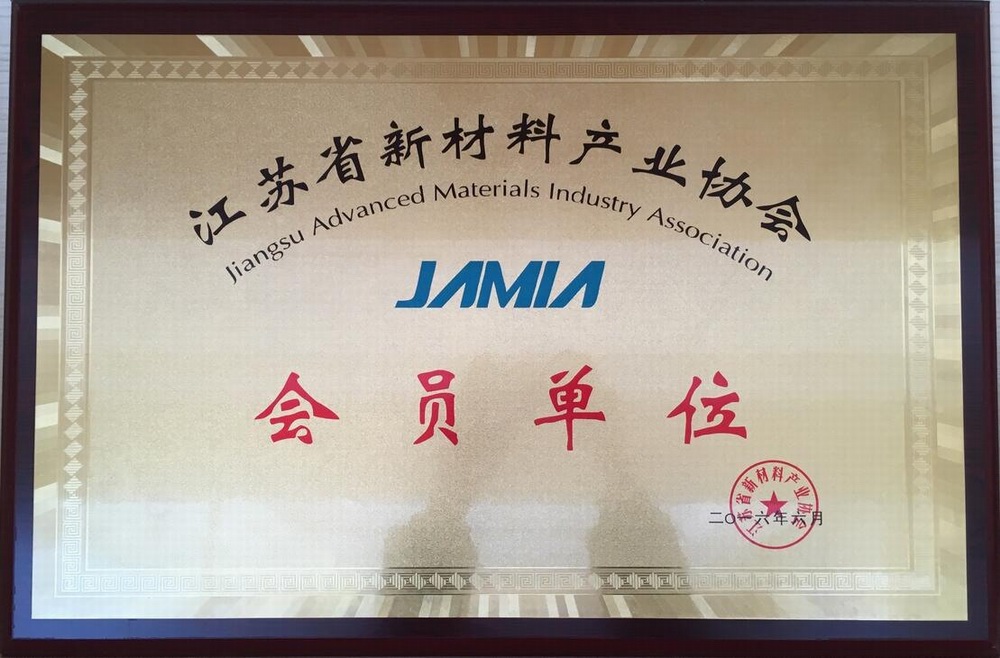 江苏省新材料产业协会
Jiangsu Advanced Materials Industry Association
JAMIA
会员单位
江苏省新材料产业协会
二〇一六年六月